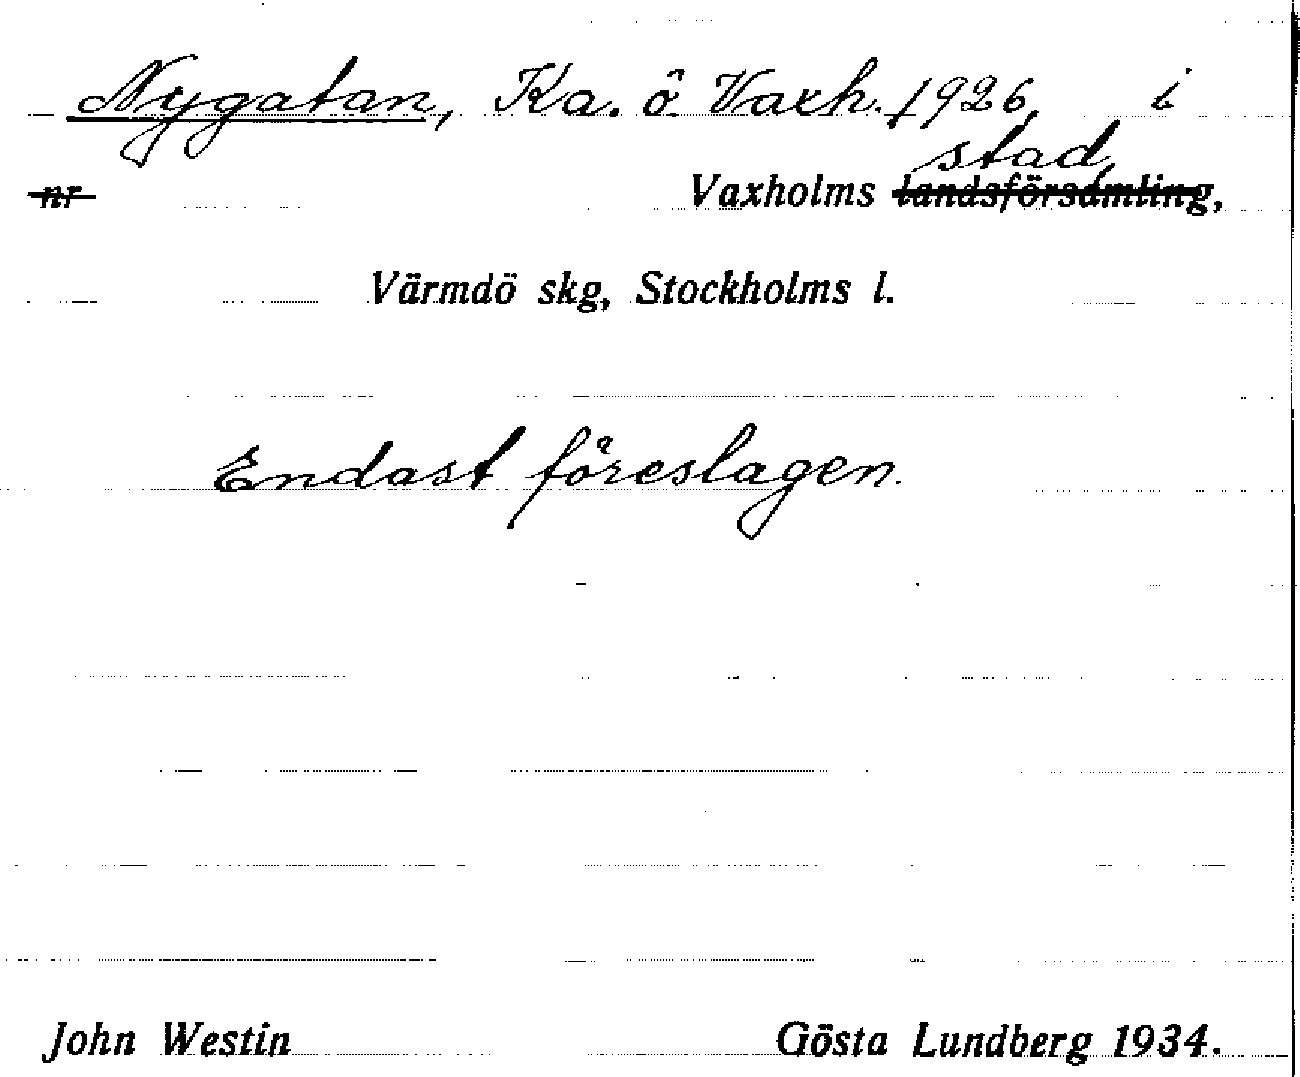 Nygatan, Ka. ö. Vaxh. 1926, i
stad,
nr Vaxholms landsförsamling,
Värmdö skg, Stockholms l.
Endast föreslagen.
John Westin Gösta Lundberg 1934.